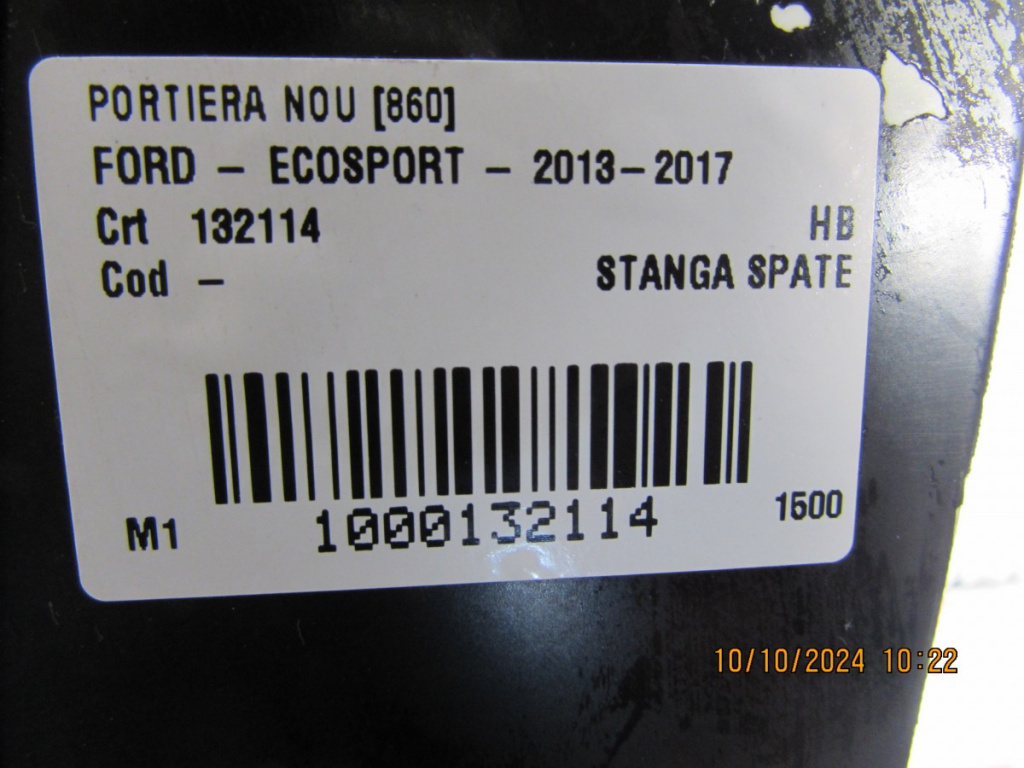 PORTIERA NOU [860]
FORD - ECOSPORT - 2013-2017
Crt 132114 HB
Cod - STANGA SPATE
M1 1000132114 1500
10/10/2024 10:22